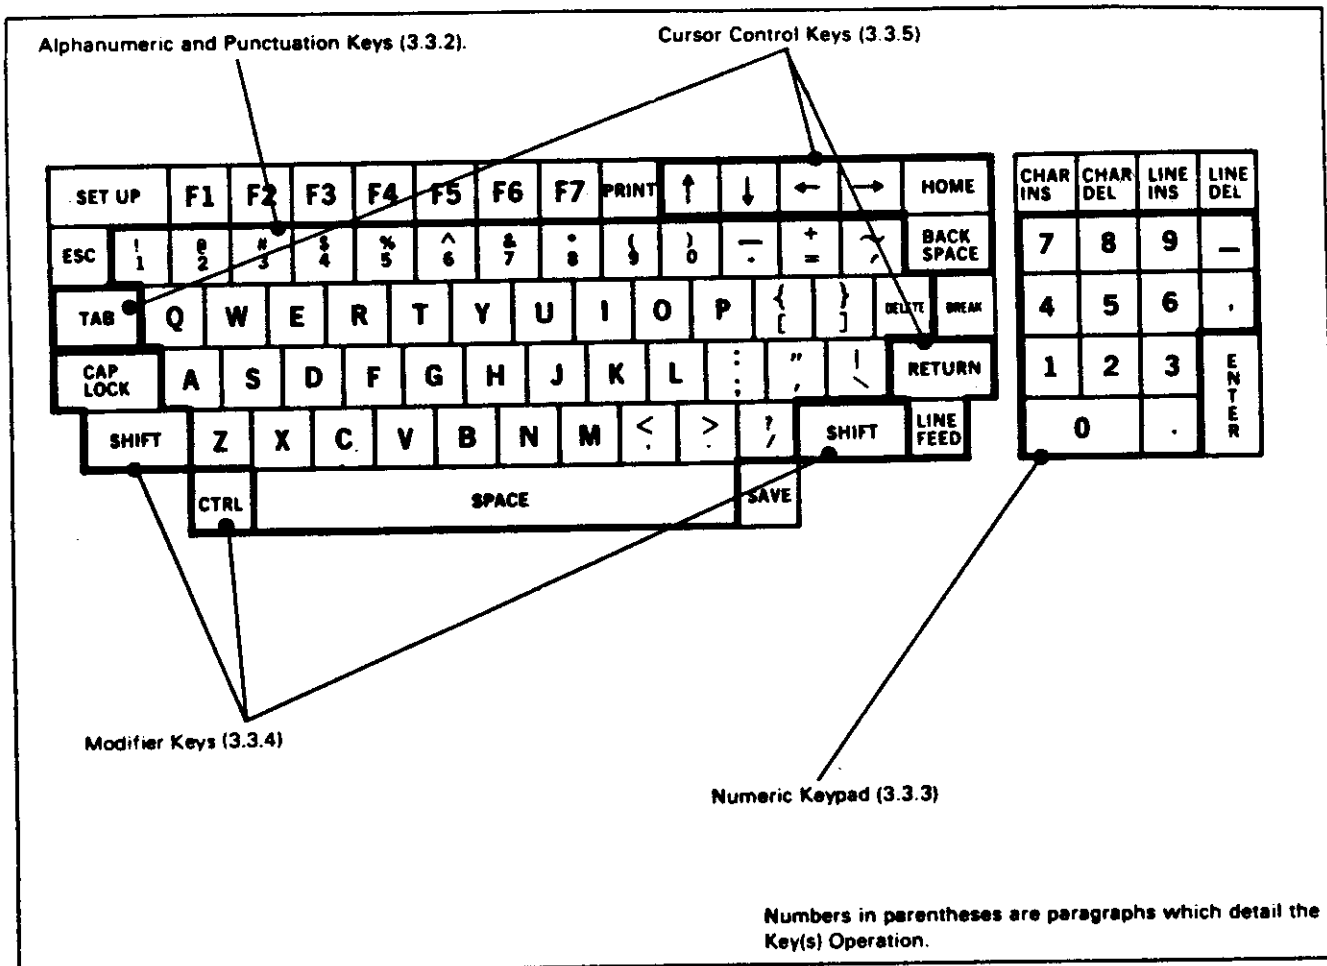 Alphanumeric and Punctuation Keys (3.3.2).
Cursor Control Keys (3.3.5)
SET UP F1 F2 F3 F4 F5 F6 F7 PRINT ↑ ↓ ← → HOME
CHAR INS CHAR DEL LINE INS LINE DEL
ESC ! 1 @ 2 # 3 $ 4 % 5 ^ 6 & 7 * 8 ( 9 ) 0 — - + = ~ BACK SPACE
7 8 9 —
TAB Q W E R T Y U I O P { [ } ] DELETE BREAK
4 5 6 ,
CAP LOCK A S D F G H J K L : ; " ' | \ RETURN
1 2 3 ENTER
SHIFT Z X C V B N M < , > . ? / SHIFT LINE FEED
0 .
CTRL SPACE SAVE
Modifier Keys (3.3.4)
Numeric Keypad (3.3.3)
Numbers in parentheses are paragraphs which detail the
Key(s) Operation.